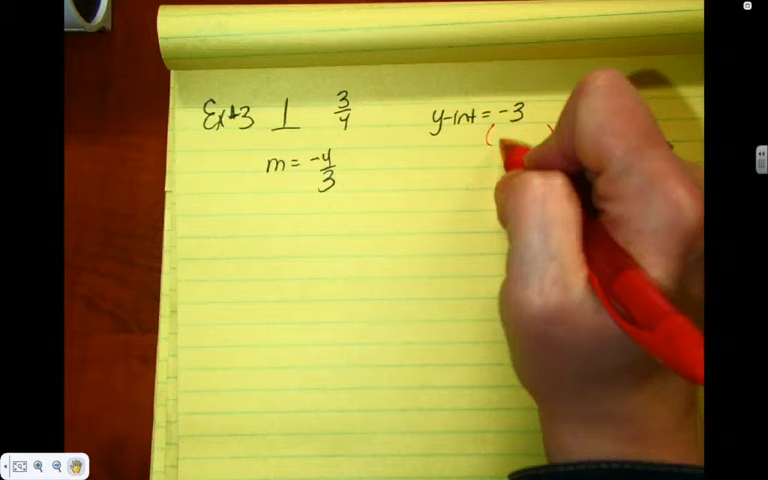 Ex#3 ⊥ 3/4 y-int = -3
( )
m = -4/3